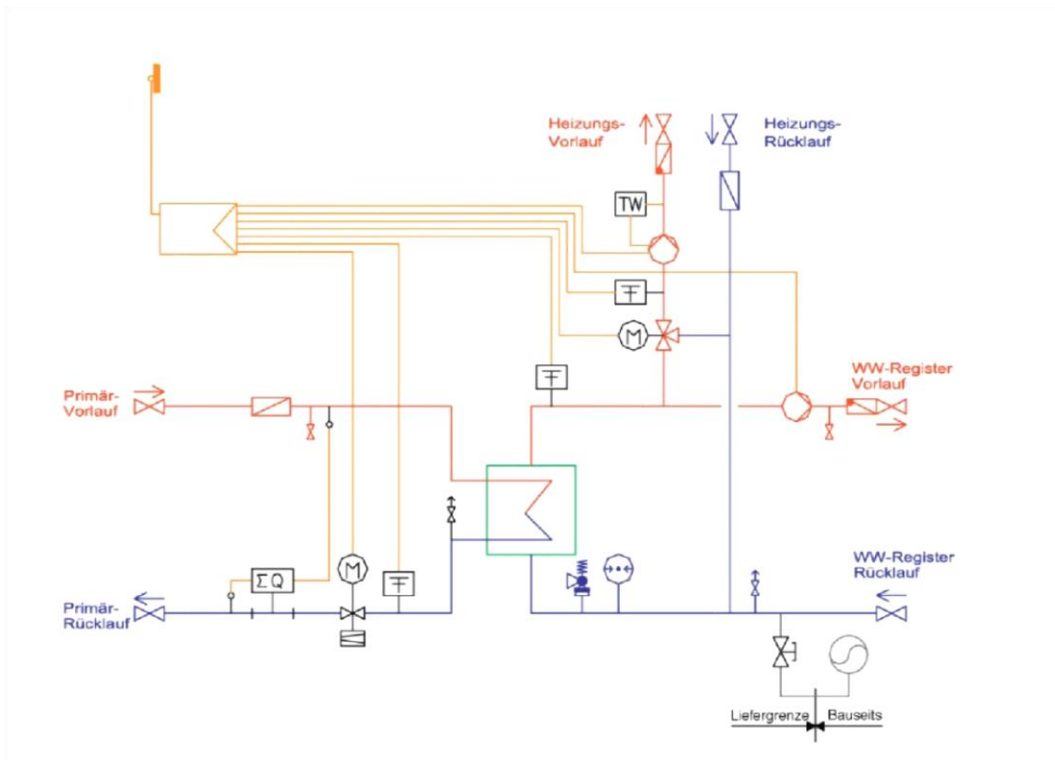 Heizungs-
Vorlauf
Heizungs-
Rücklauf
TW
M
Primär-
Vorlauf
WW-Register
Vorlauf
ΣQ
M
Primär-
Rücklauf
WW-Register
Rücklauf
Liefergrenze
Bauseits